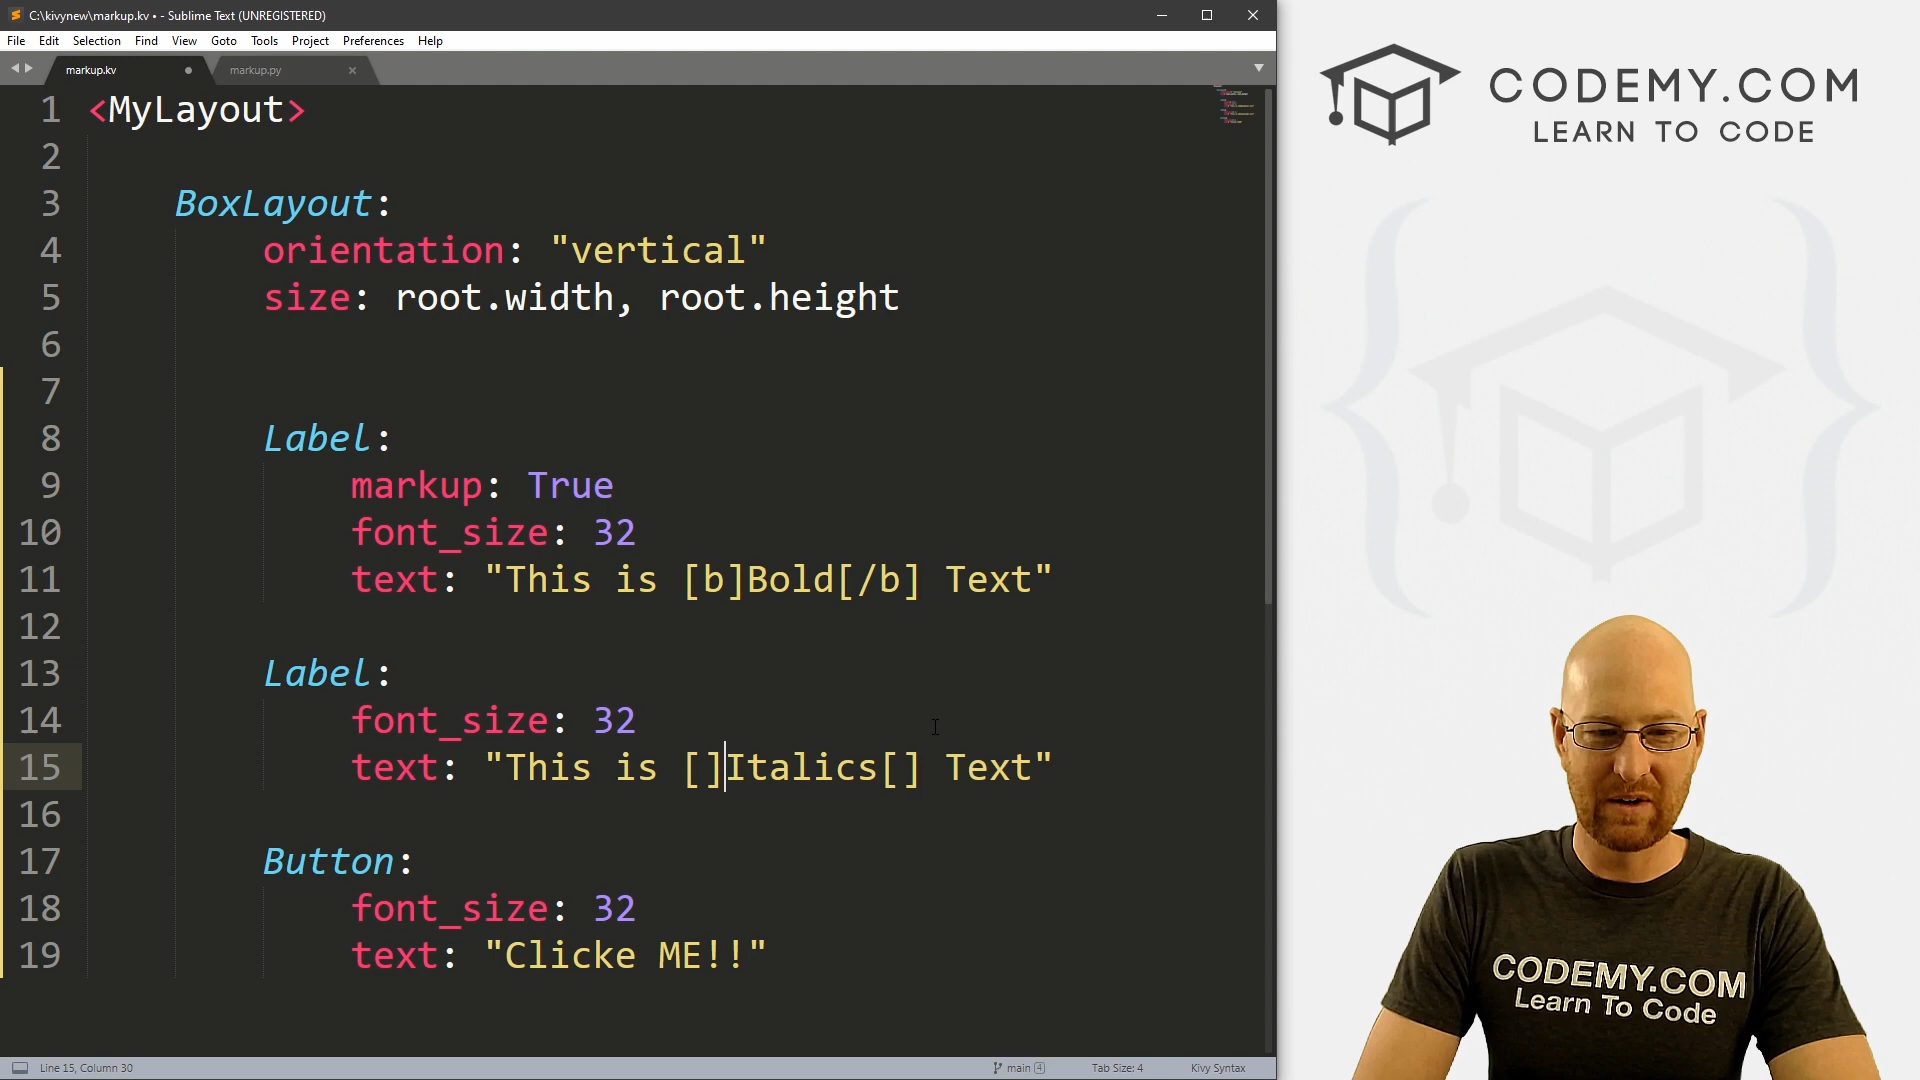 C:\kivynew\markup.kv • - Sublime Text (UNREGISTERED)
File Edit Selection Find View Goto Tools Project Preferences Help
markup.kv markup.py
1 <MyLayout>
2
3 BoxLayout:
4 orientation: "vertical"
5 size: root.width, root.height
6
7
8 Label:
9 markup: True
10 font_size: 32
11 text: "This is [b]Bold[/b] Text"
12
13 Label:
14 font_size: 32
15 text: "This is []Italics[] Text"
16
17 Button:
18 font_size: 32
19 text: "Clicke ME!!"
Line 15, Column 30 main 4 Tab Size: 4 Kivy Syntax
CODEMY.COM
LEARN TO CODE
CODEMY.COM
Learn To Code